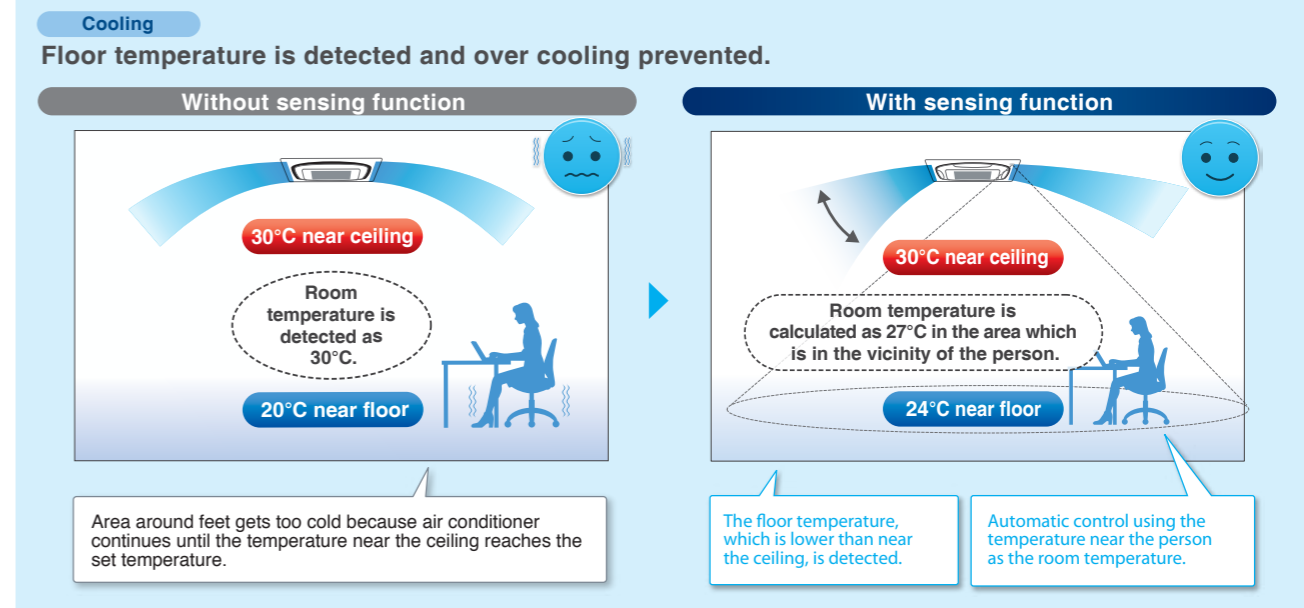 Cooling
Floor temperature is detected and over cooling prevented.
Without sensing function
30°C near ceiling
Room
temperature is
detected as
30°C.
20°C near floor
Area around feet gets too cold because air conditioner
continues until the temperature near the ceiling reaches the
set temperature.
With sensing function
30°C near ceiling
Room temperature is
calculated as 27°C in the area which
is in the vicinity of the person.
24°C near floor
The floor temperature,
which is lower than near
the ceiling, is detected.
Automatic control using the
temperature near the person
as the room temperature.